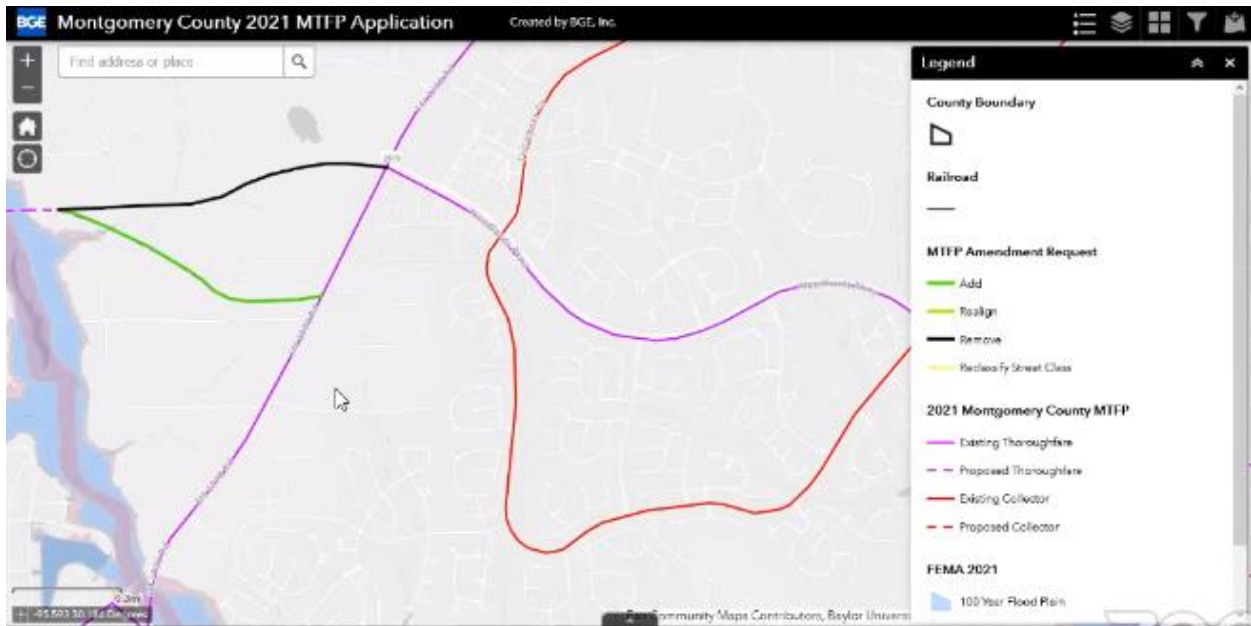 BGE Montgomery County 2021 MTFP Application Created by BGE, Inc.
Find address or place
Legend
County Boundary
Railroad
MTFP Amendment Request
Add
Realign
Remove
Reclassify Street Class
2021 Montgomery County MTFP
Existing Thoroughfare
Proposed Thoroughfare
Existing Collector
Proposed Collector
FEMA 2021
100 Year Flood Plain
Degrees
Community Maps Contributors, Baylor